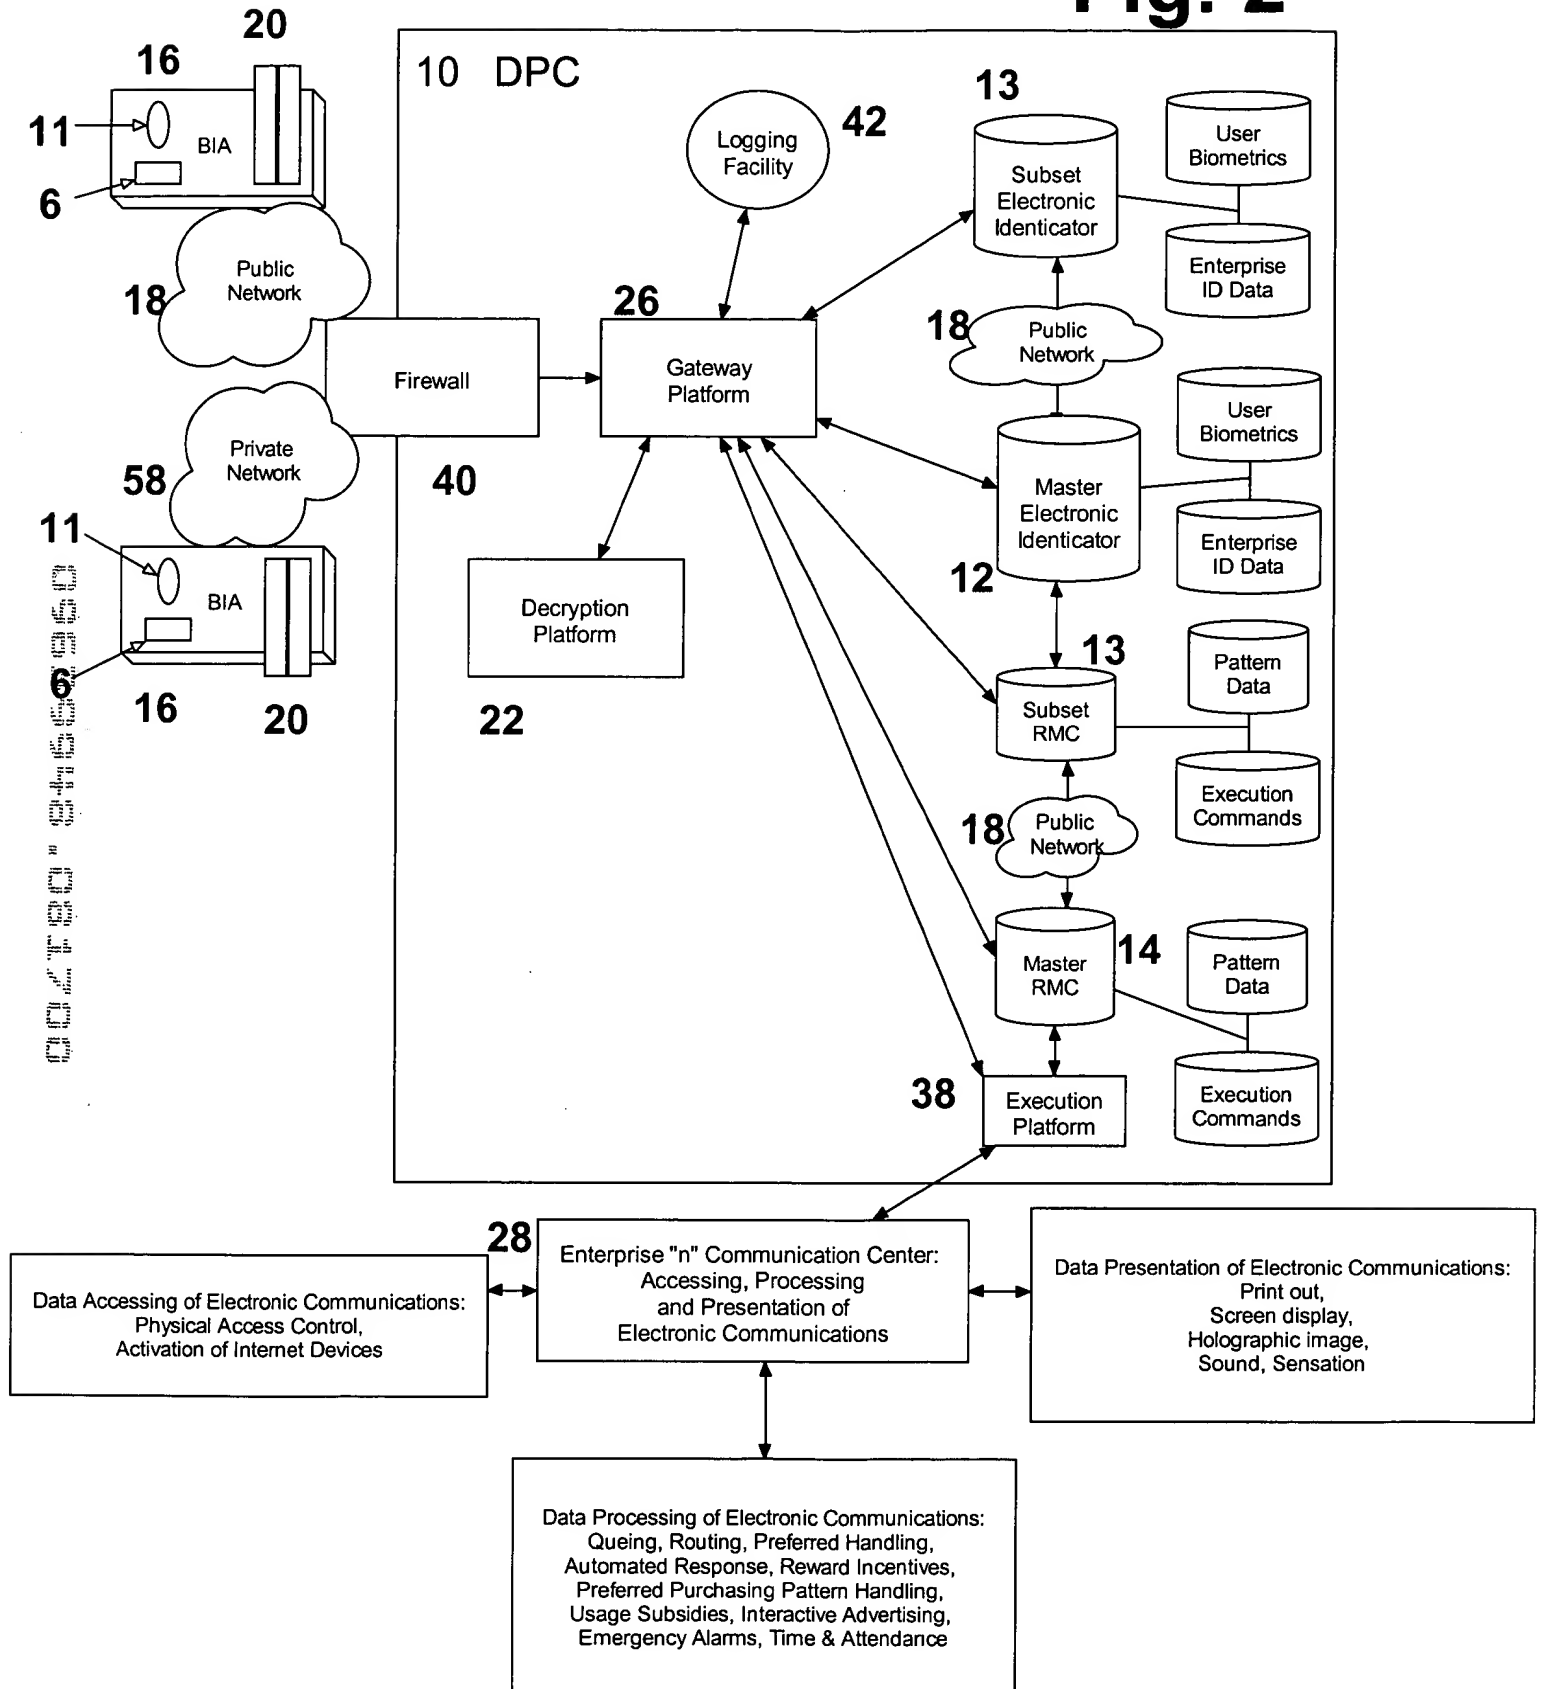 Fig. 2
20
16
10 DPC
11
BIA
6
42
Logging
Facility
13
Subset
Electronic
Identicator
User
Biometrics
Enterprise
ID Data
Public
Network
18
26
18
Public
Network
Firewall
Gateway
Platform
User
Biometrics
Private
Network
58
40
Master
Electronic
Identicator
12
Enterprise
ID Data
11
BIA
6
16
20
Decryption
Platform
22
13
Subset
RMC
Pattern
Data
Execution
Commands
18
Public
Network
14
Master
RMC
Pattern
Data
38
Execution
Platform
Execution
Commands
09639948.081700
28
Enterprise "n" Communication Center:
Accessing, Processing
and Presentation of
Electronic Communications
Data Accessing of Electronic Communications:
Physical Access Control,
Activation of Internet Devices
Data Presentation of Electronic Communications:
Print out,
Screen display,
Holographic image,
Sound, Sensation
Data Processing of Electronic Communications:
Queing, Routing, Preferred Handling,
Automated Response, Reward Incentives,
Preferred Purchasing Pattern Handling,
Usage Subsidies, Interactive Advertising,
Emergency Alarms, Time & Attendance